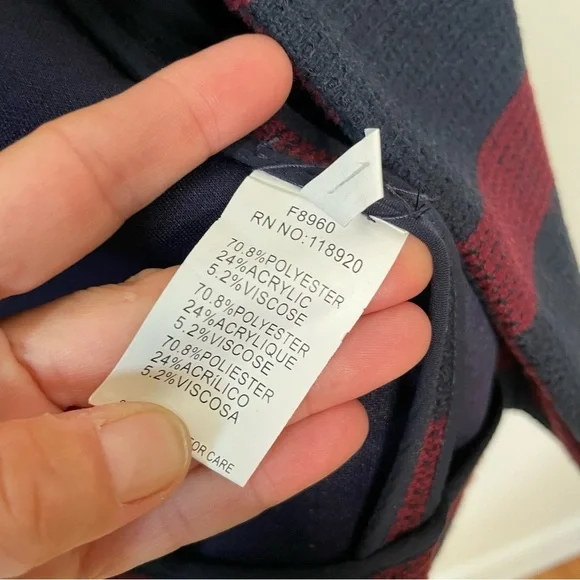 F8960
RN NO:118920
70.8%POLYESTER
24%ACRYLIC
5.2%VISCOSE
70.8%POLYESTER
24%ACRYLIQUE
5.2%VISCOSE
70.8%POLIESTER
24%ACRILICO
5.2%VISCOSA
FOR CARE